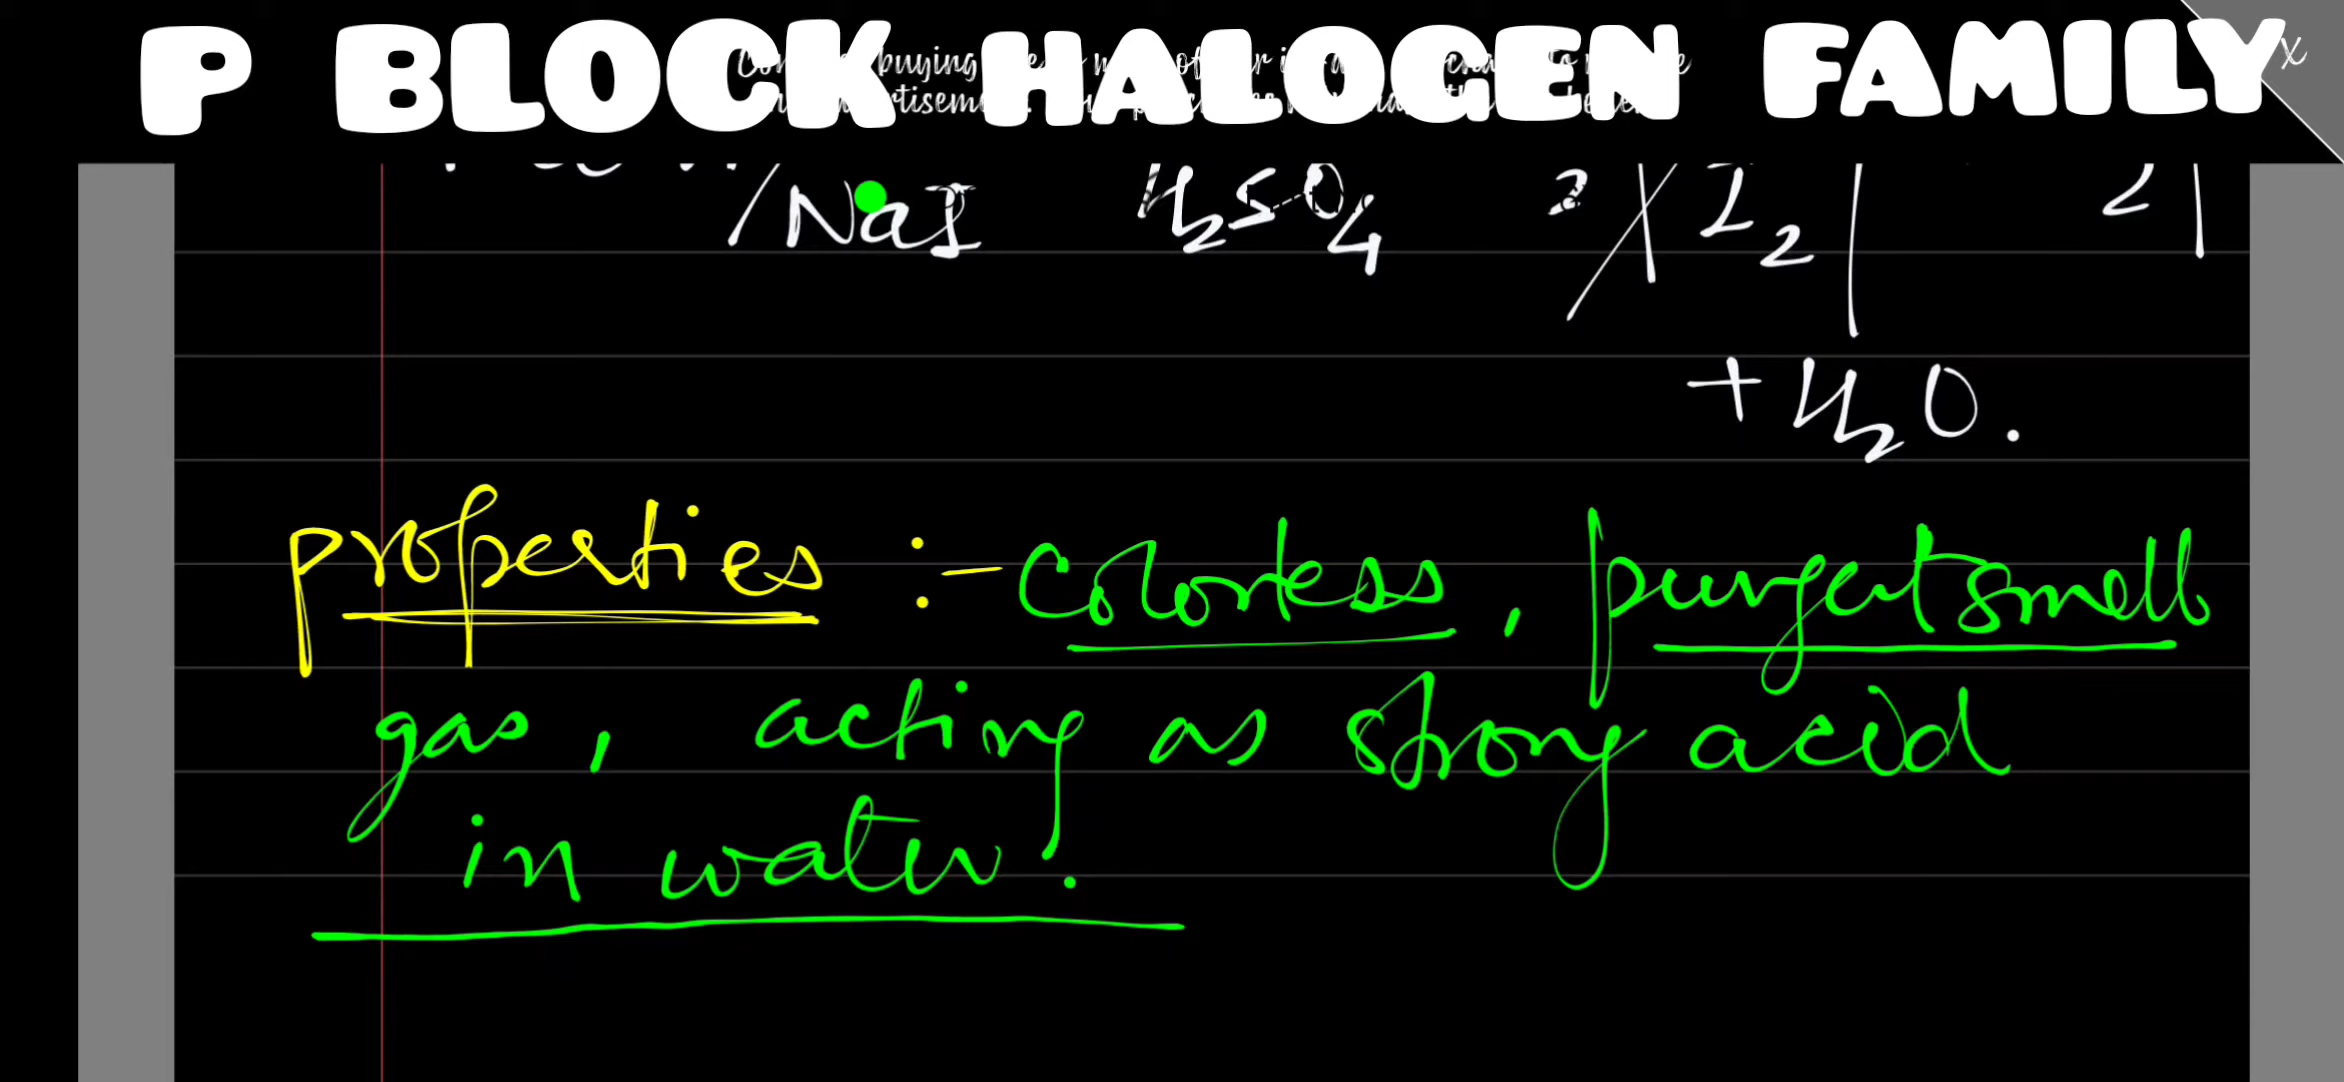 P BLOCK HALOGEN FAMILY
buying
X
/NaI H₂SO₄ I₂ 2
+ H₂O.
properties :- Colorless, pungent smell
gas, acting as strong acid
in water.